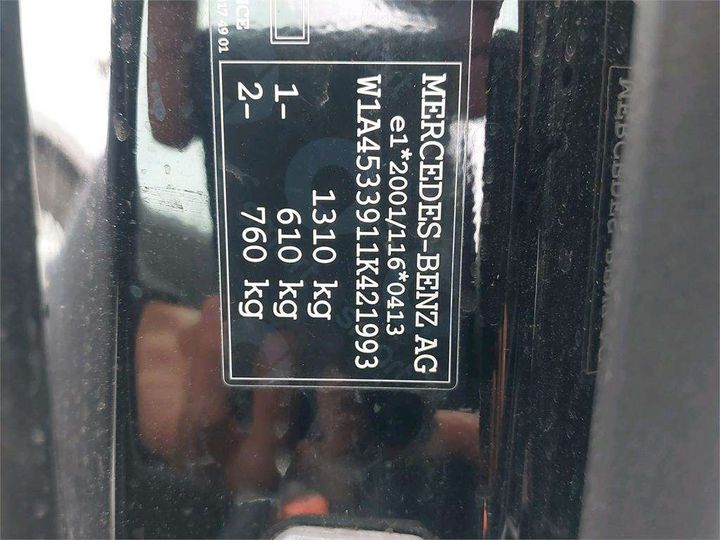 MERCEDES-BENZ AG
e1*2001/116*0413
W1A4533911K421993
1310 kg
1- 610 kg
2- 760 kg